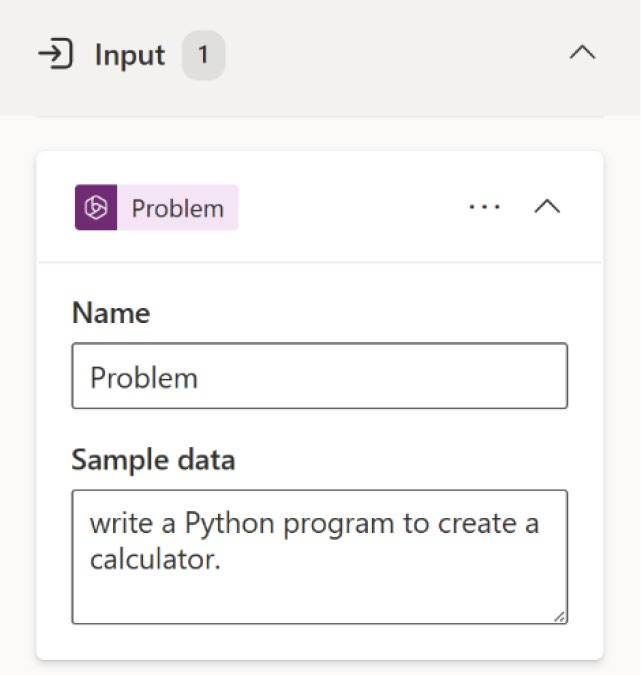 Input 1
Problem
Name
Problem
Sample data
write a Python program to create a
calculator.